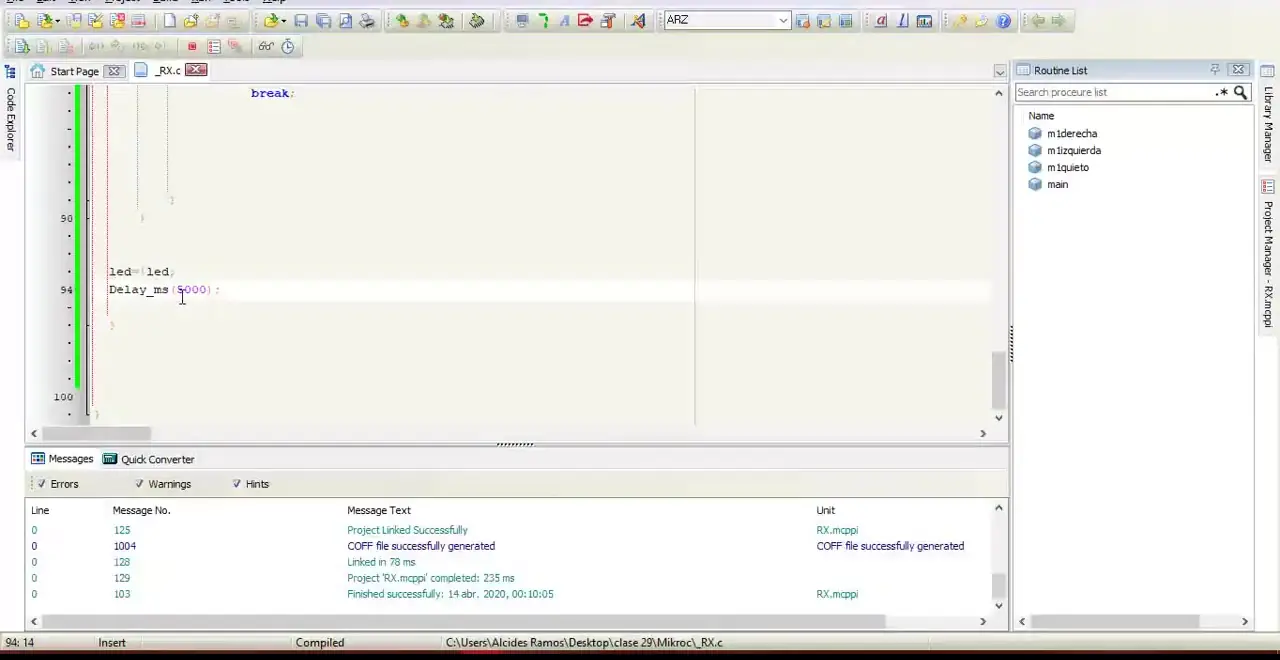 ARZ
Start Page
_RX.c
Routine List
Code Explorer
break;
}
90
}
led=!led;
94
Delay_ms(5000);
}
100
}
Search proceure list
.*
Name
m1derecha
m1izquierda
m1quieto
main
Library Manager
Project Manager - RX.mcppi
Messages
Quick Converter
Errors
Warnings
Hints
Line Message No. Message Text Unit
0 125 Project Linked Successfully RX.mcppi
0 1004 COFF file successfully generated COFF file successfully generated
0 128 Linked in 78 ms
0 129 Project 'RX.mcppi' completed: 235 ms
0 103 Finished successfully: 14 abr. 2020, 00:10:05 RX.mcppi
94: 14 Insert Compiled C:\Users\Alcides Ramos\Desktop\clase 29\Mikroc\_RX.c